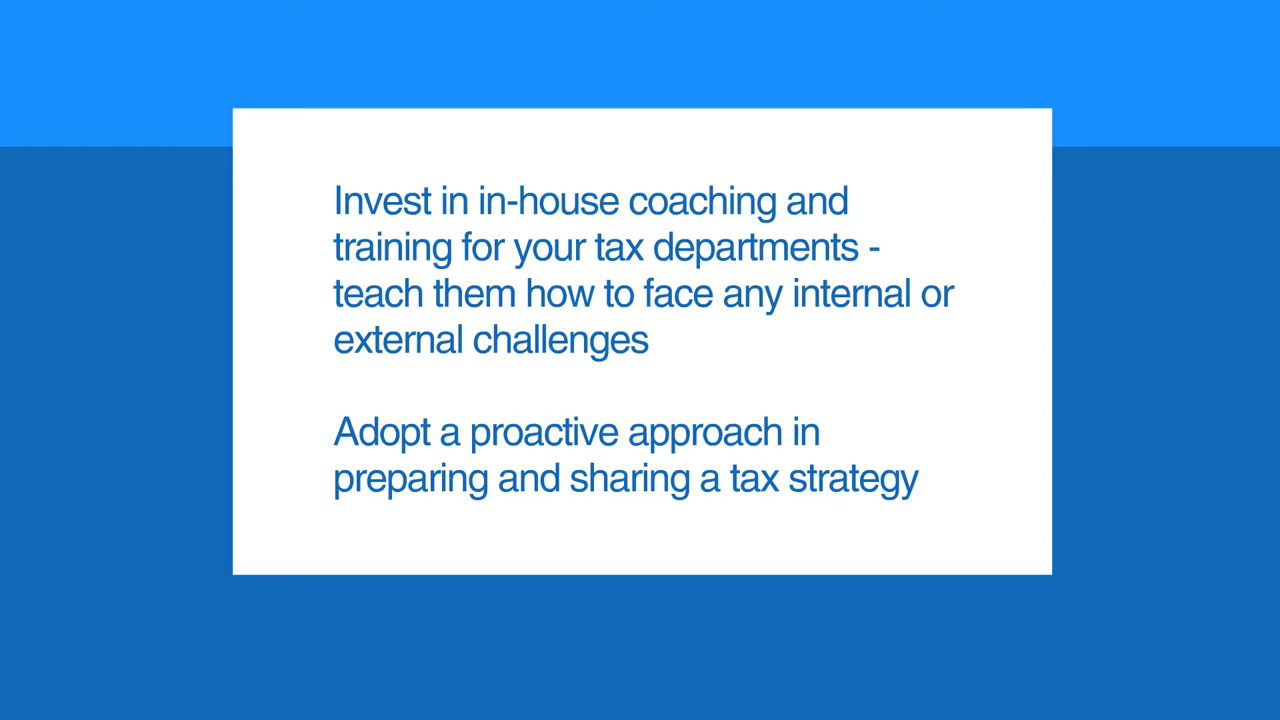 Invest in in-house coaching and
training for your tax departments -
teach them how to face any internal or
external challenges
Adopt a proactive approach in
preparing and sharing a tax strategy